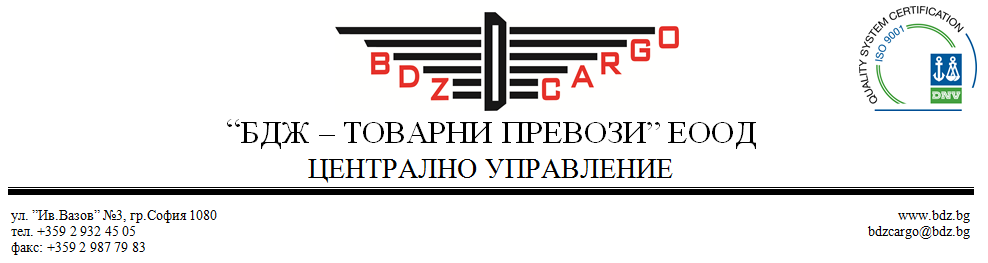 BDZ CARGO
QUALITY SYSTEM CERTIFICATION
ISO 9001
DNV
“БДЖ – ТОВАРНИ ПРЕВОЗИ” ЕООД
ЦЕНТРАЛНО УПРАВЛЕНИЕ
ул. ”Ив.Вазов” №3, гр.София 1080
www.bdz.bg
тел. +359 2 932 45 05
bdzcargo@bdz.bg
факс: +359 2 987 79 83